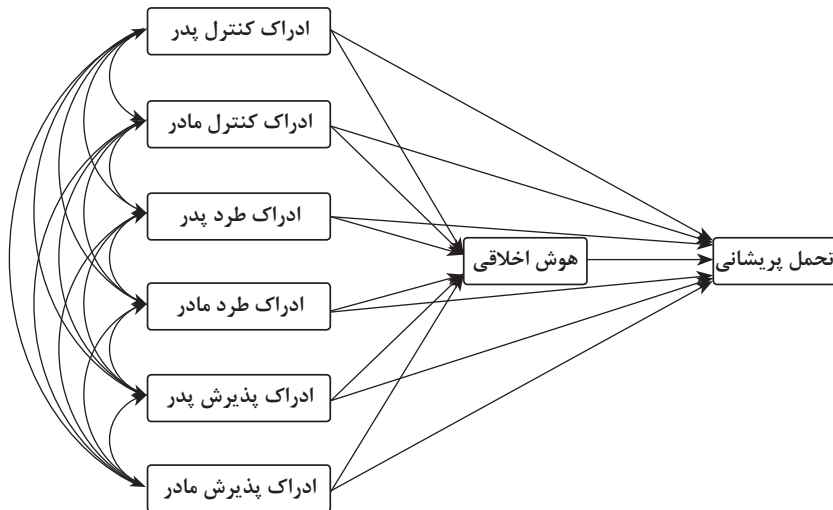 ادراک کنترل پدر
ادراک کنترل مادر
ادراک طرد پدر
هوش اخلاقی
تحمل پریشانی
ادراک طرد مادر
ادراک پذیرش پدر
ادراک پذیرش مادر